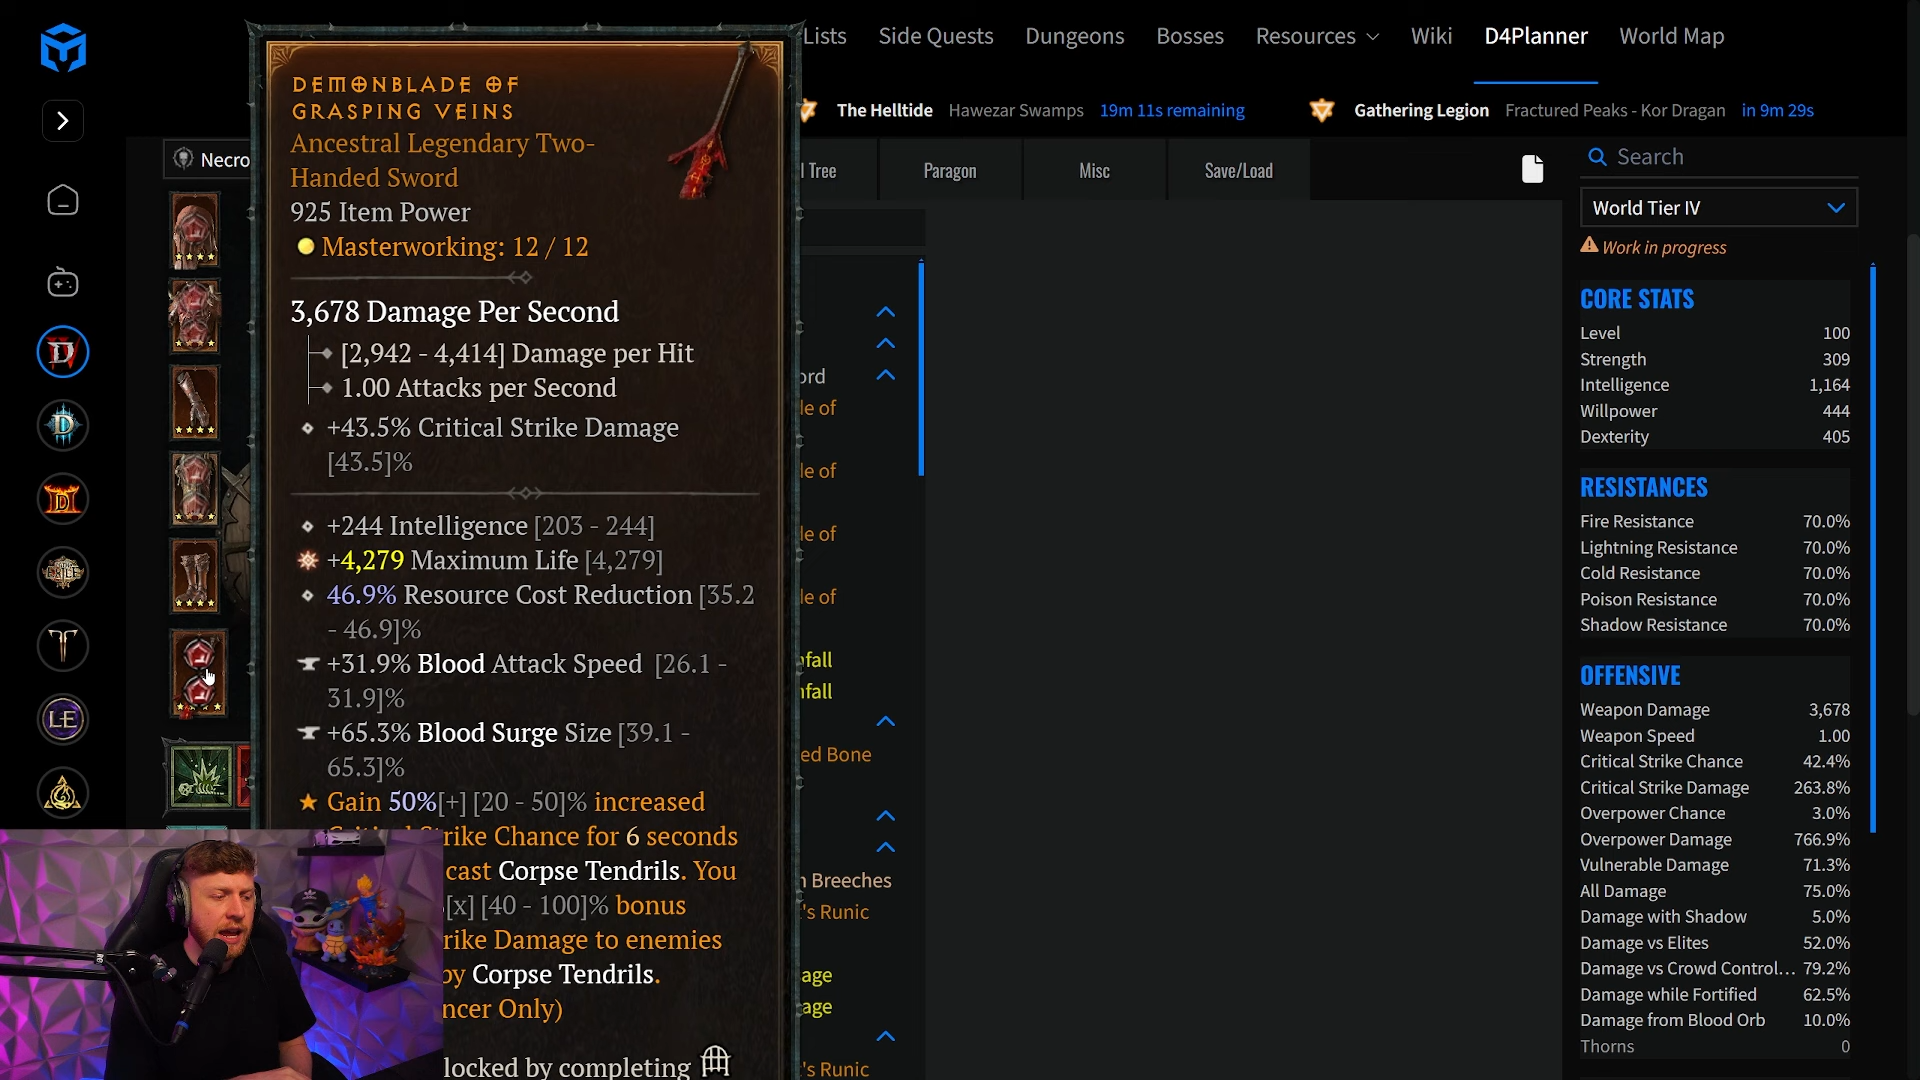 Lists
Side Quests
Dungeons
Bosses
Resources
Wiki
D4Planner
World Map
The Helltide
Hawezar Swamps
19m 11s remaining
Gathering Legion
Fractured Peaks - Kor Dragan
in 9m 29s
Necro
l Tree
Paragon
Misc
Save/Load
DEMONBLADE OF
GRASPING VEINS
Ancestral Legendary Two-
Handed Sword
925 Item Power
Masterworking: 12 / 12
3,678 Damage Per Second
[2,942 - 4,414] Damage per Hit
1.00 Attacks per Second
+43.5% Critical Strike Damage
[43.5]%
+244 Intelligence [203 - 244]
+4,279 Maximum Life [4,279]
46.9% Resource Cost Reduction [35.2
- 46.9]%
+31.9% Blood Attack Speed [26.1 -
31.9]%
+65.3% Blood Surge Size [39.1 -
65.3]%
Gain 50%[+] [20 - 50]% increased
Strike Chance for 6 seconds
cast Corpse Tendrils. You
[x] [40 - 100]% bonus
rike Damage to enemies
by Corpse Tendrils.
ncer Only)
locked by completing
ord
le of
le of
le of
le of
nfall
nfall
ed Bone
n Breeches
's Runic
age
age
's Runic
Search
World Tier IV
Work in progress
CORE STATS
Level 100
Strength 309
Intelligence 1,164
Willpower 444
Dexterity 405
RESISTANCES
Fire Resistance 70.0%
Lightning Resistance 70.0%
Cold Resistance 70.0%
Poison Resistance 70.0%
Shadow Resistance 70.0%
OFFENSIVE
Weapon Damage 3,678
Weapon Speed 1.00
Critical Strike Chance 42.4%
Critical Strike Damage 263.8%
Overpower Chance 3.0%
Overpower Damage 766.9%
Vulnerable Damage 71.3%
All Damage 75.0%
Damage with Shadow 5.0%
Damage vs Elites 52.0%
Damage vs Crowd Control... 79.2%
Damage while Fortified 62.5%
Damage from Blood Orb 10.0%
Thorns 0
LE